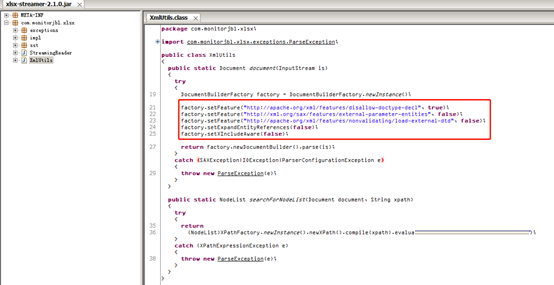 xlsx-streamer-2.1.0.jar
META-INF
com.monitorjbl.xlsx
exceptions
impl
sst
StreamingReader
XmlUtils
XmlUtils.class
package com.monitorjbl.xlsx;
import com.monitorjbl.xlsx.exceptions.ParseException;
public class XmlUtils
{
public static Document document(InputStream is)
{
try
{
19 DocumentBuilderFactory factory = DocumentBuilderFactory.newInstance();
21 factory.setFeature("http://apache.org/xml/features/disallow-doctype-decl", true);
22 factory.setFeature("http://xml.org/sax/features/external-parameter-entities", false);
23 factory.setFeature("http://apache.org/xml/features/nonvalidating/load-external-dtd", false);
24 factory.setExpandEntityReferences(false);
25 factory.setXIncludeAware(false);
27 return factory.newDocumentBuilder().parse(is);
}
catch (SAXException|IOException|ParserConfigurationException e)
{
29 throw new ParseException(e);
}
}
public static NodeList searchForNodeList(Document document, String xpath)
{
try
{
35 return
36 (NodeList)XPathFactory.newInstance().newXPath().compile(xpath).evalua
}
catch (XPathExpressionException e)
{
38 throw new ParseException(e);
}
}
}